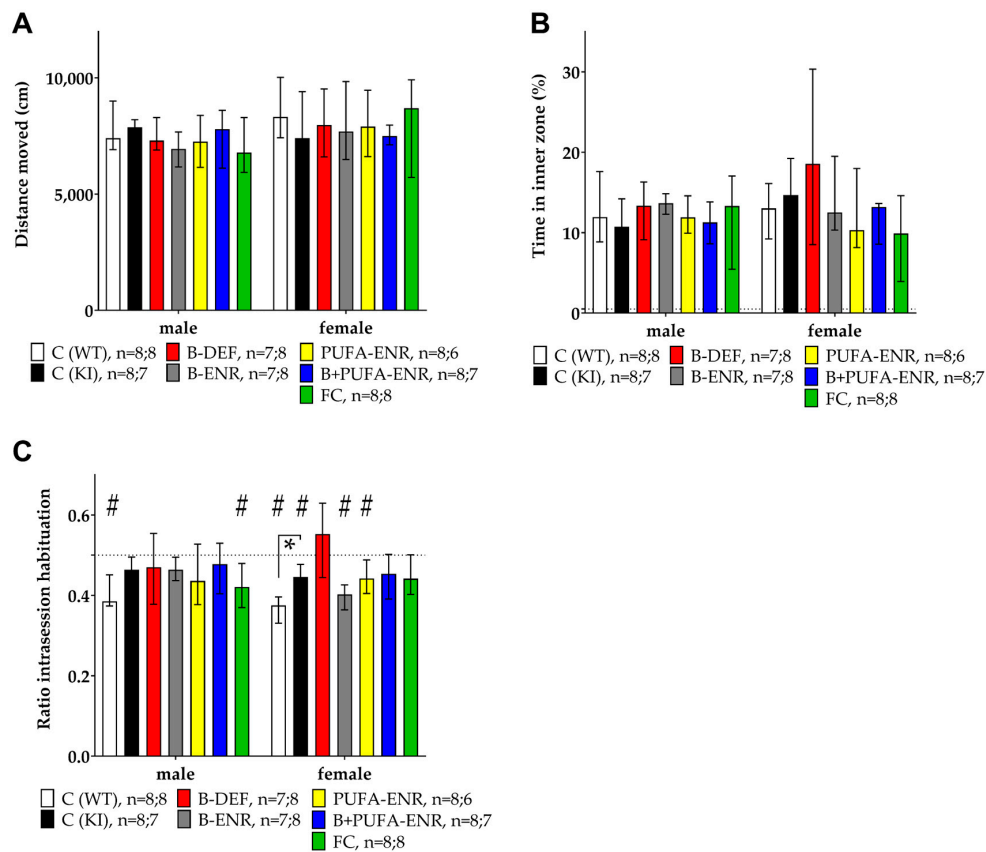 A
Distance moved (cm)
10,000
5,000
0
male female
C (WT), n=8;8 B-DEF, n=7;8 PUFA-ENR, n=8;6
C (KI), n=8;7 B-ENR, n=7;8 B+PUFA-ENR, n=8;7
FC, n=8;8
B
Time in inner zone (%)
30
20
10
0
male female
C (WT), n=8;8 B-DEF, n=7;8 PUFA-ENR, n=8;6
C (KI), n=8;7 B-ENR, n=7;8 B+PUFA-ENR, n=8;7
FC, n=8;8
C
Ratio intrasession habituation
# # # # # #
*
0.6
0.4
0.2
0.0
male female
C (WT), n=8;8 B-DEF, n=7;8 PUFA-ENR, n=8;6
C (KI), n=8;7 B-ENR, n=7;8 B+PUFA-ENR, n=8;7
FC, n=8;8